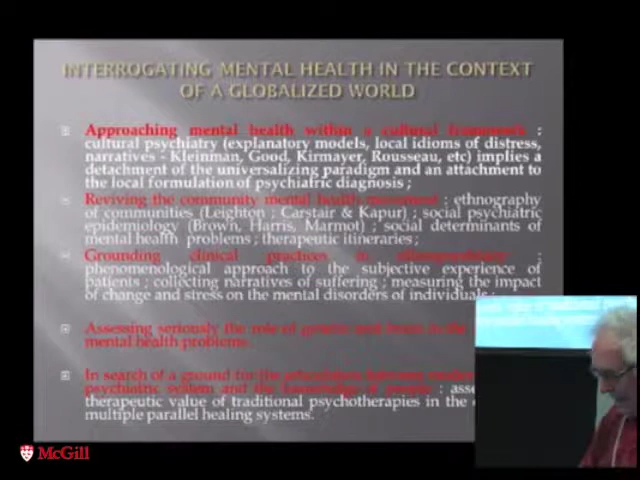 INTERROGATING MENTAL HEALTH IN THE CONTEXT
OF A GLOBALIZED WORLD
Approaching mental health within a cultural framework :
cultural psychiatry (explanatory models, local idioms of distress,
narratives - Kleinman, Good, Kirmayer, Rousseau, etc) implies a
detachment of the universalizing paradigm and an attachment to
the local formulation of psychiatric diagnosis ;
Reviving the community mental health movement : ethnography
of communities (Leighton ; Carstair & Kapur) ; social psychiatric
epidemiology (Brown, Harris, Marmot) ; social determinants of
mental health problems ; therapeutic itineraries ;
Grounding clinical practices in :
phenomenological approach to the subjective experience of
patients ; collecting narratives of suffering ; measuring the impact
of change and stress on the mental disorders of individuals ;
Assessing seriously the role of and in the
mental health problems.
In search of a ground for the
psychiatric system and the knowledge of people ; asse
therapeutic value of traditional psychotherapies in the
multiple parallel healing systems.
McGill